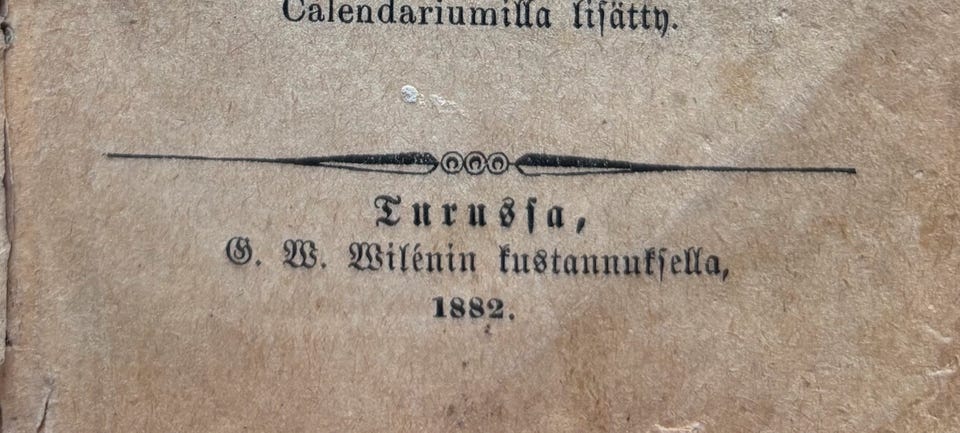 Calendariumilla lisätty.
Turussa,
G. W. Wilénin kustannuksella,
1882.